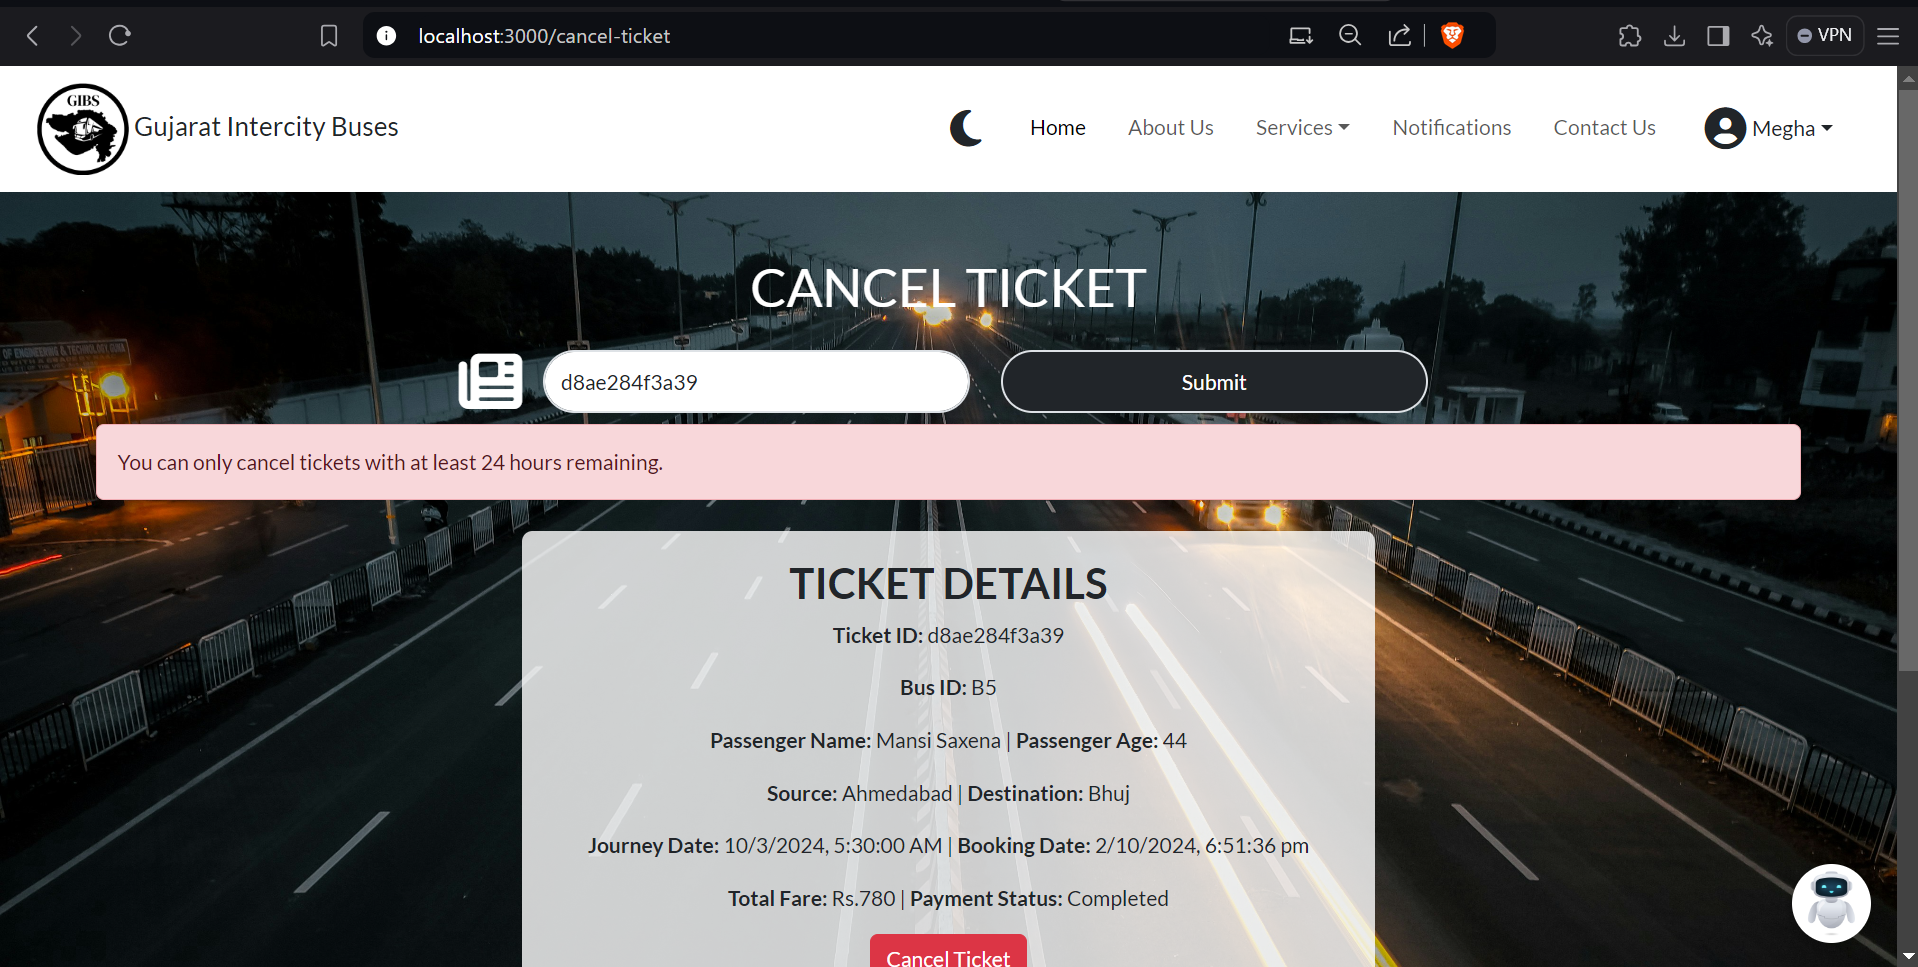 localhost:3000/cancel-ticket
VPN
GIBS
Gujarat Intercity Buses
Home
About Us
Services
Notifications
Contact Us
Megha
CANCEL TICKET
OF ENGINEERING & TECHNOLOGY GUNA
d8ae284f3a39
Submit
You can only cancel tickets with at least 24 hours remaining.
TICKET DETAILS
Ticket ID: d8ae284f3a39
Bus ID: B5
Passenger Name: Mansi Saxena | Passenger Age: 44
Source: Ahmedabad | Destination: Bhuj
Journey Date: 10/3/2024, 5:30:00 AM | Booking Date: 2/10/2024, 6:51:36 pm
Total Fare: Rs.780 | Payment Status: Completed
Cancel Ticket